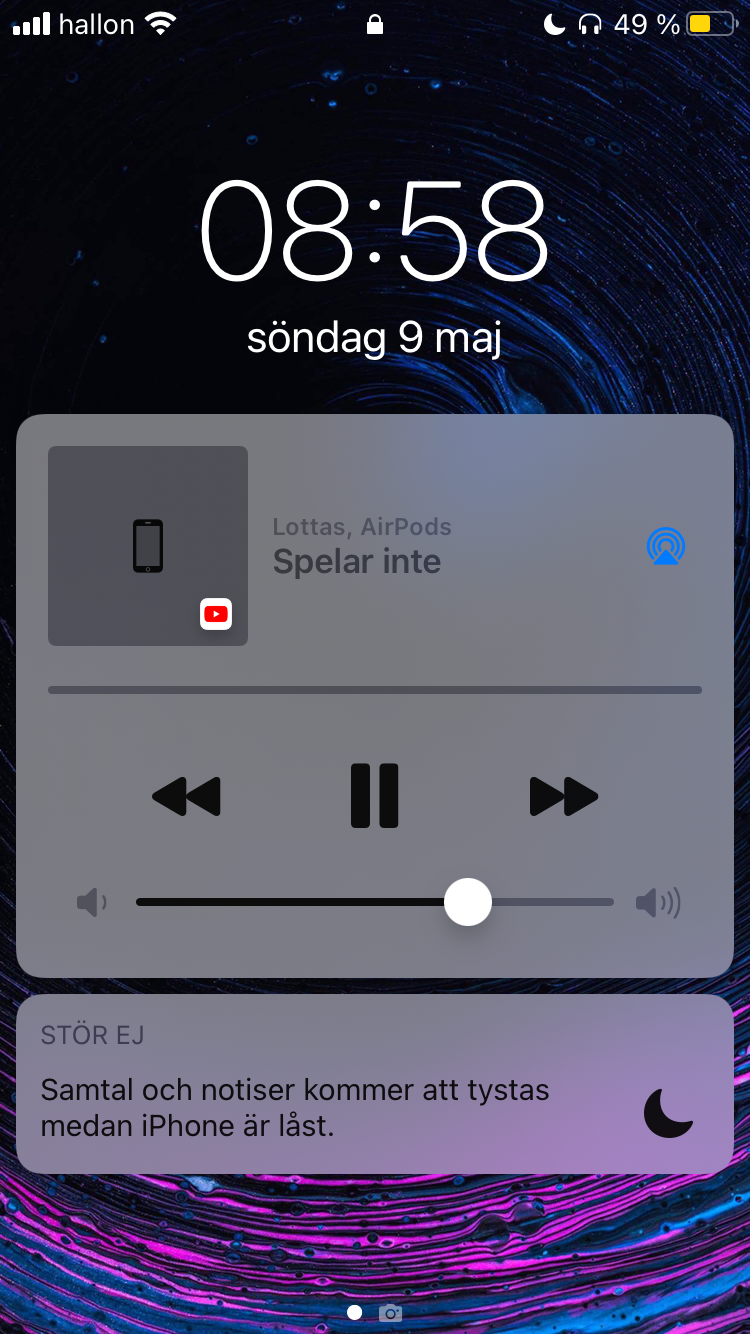 hallon 49 %
08:58
söndag 9 maj
Lottas, AirPods
Spelar inte
STÖR EJ
Samtal och notiser kommer att tystas
medan iPhone är låst.